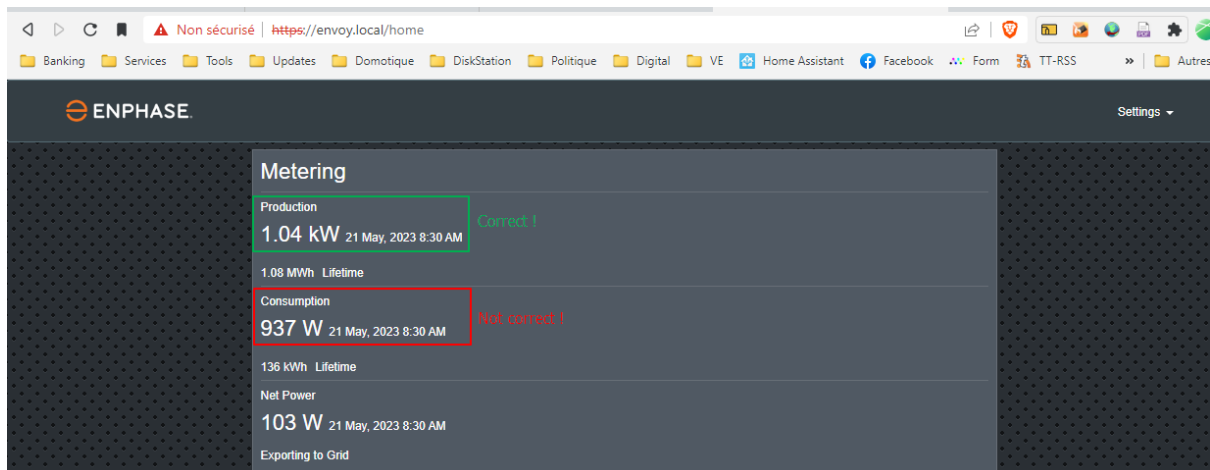 Non sécurisé | https://envoy.local/home
Banking Services Tools Updates Domotique DiskStation Politique Digital VE Home Assistant Facebook Form TT-RSS » Autres
ENPHASE.
Settings
Metering
Production
Correct !
1.04 kW 21 May, 2023 8:30 AM
1.08 MWh Lifetime
Consumption
Not correct !
937 W 21 May, 2023 8:30 AM
136 kWh Lifetime
Net Power
103 W 21 May, 2023 8:30 AM
Exporting to Grid